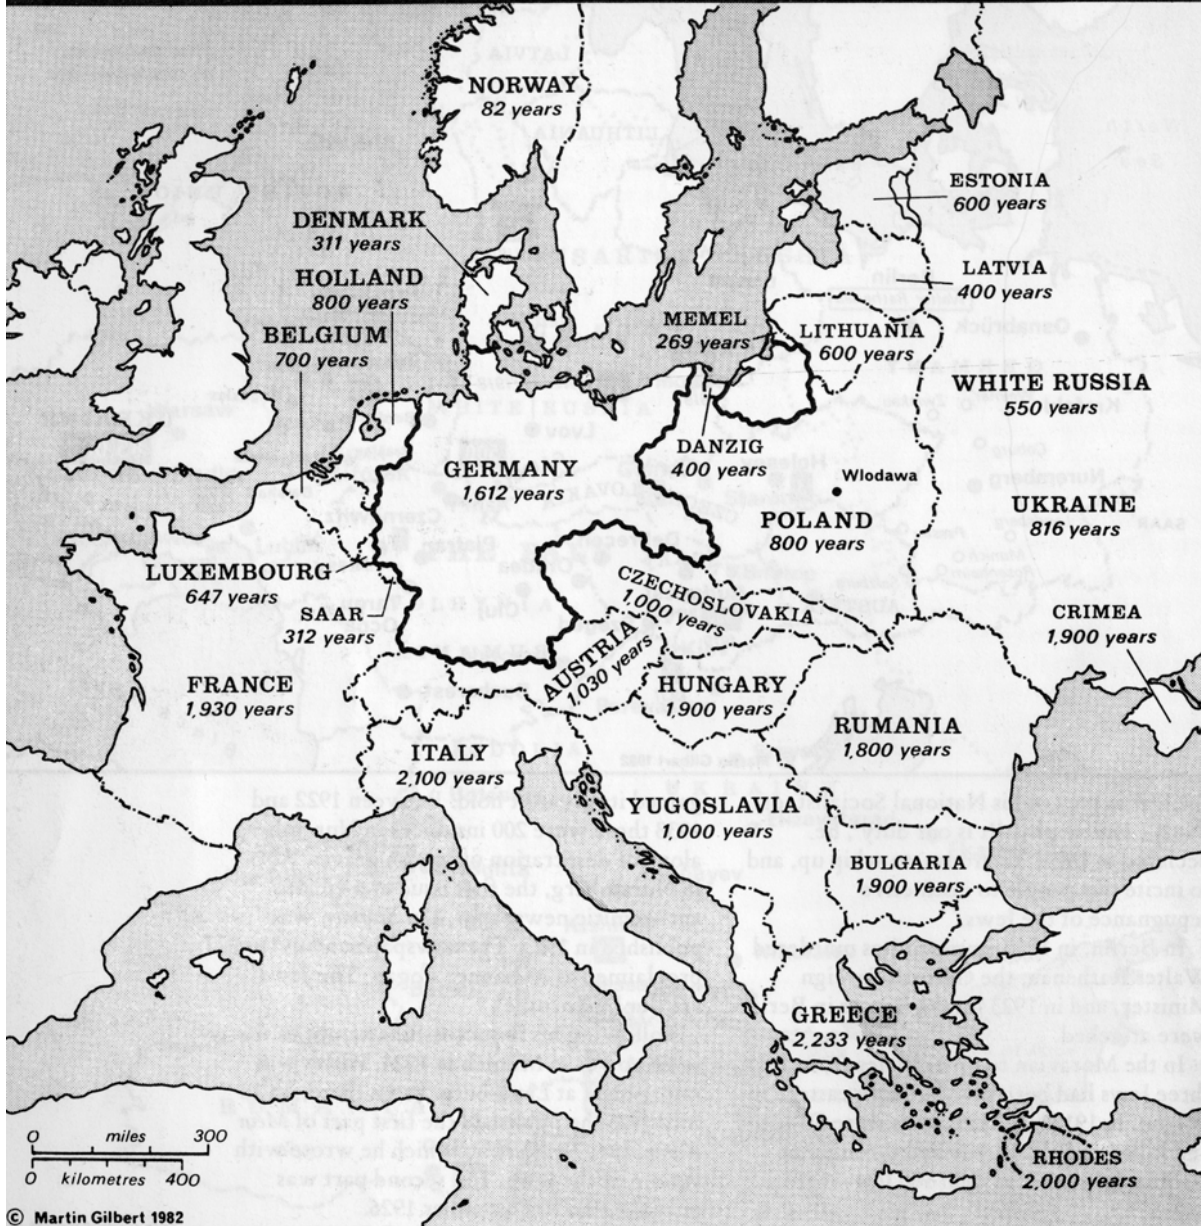 NORWAY
82 years
ESTONIA
600 years
DENMARK
311 years
HOLLAND
800 years
LATVIA
400 years
BELGIUM
700 years
MEMEL
269 years
LITHUANIA
600 years
WHITE RUSSIA
550 years
GERMANY
1,612 years
DANZIG
400 years
Wlodawa
POLAND
800 years
UKRAINE
816 years
LUXEMBOURG
647 years
CZECHOSLOVAKIA
1,000 years
SAAR
312 years
CRIMEA
1,900 years
AUSTRIA
1,030 years
FRANCE
1,930 years
HUNGARY
1,900 years
RUMANIA
1,800 years
ITALY
2,100 years
YUGOSLAVIA
1,000 years
BULGARIA
1,900 years
GREECE
2,233 years
RHODES
2,000 years
0 miles 300
0 kilometres 400
© Martin Gilbert 1982